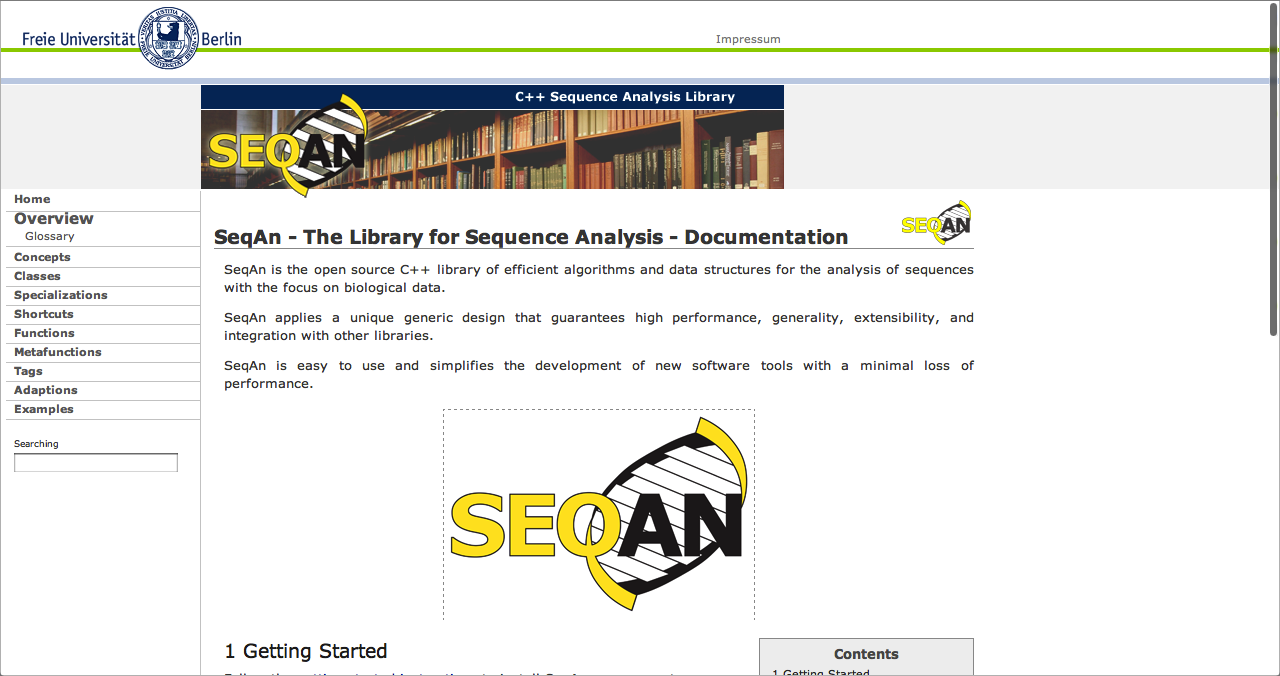 Freie Universität Berlin
Impressum
C++ Sequence Analysis Library
SEQAN
Home
Overview
Glossary
Concepts
Classes
Specializations
Shortcuts
Functions
Metafunctions
Tags
Adaptions
Examples
Searching
SeqAn - The Library for Sequence Analysis - Documentation
SEQAN
SeqAn is the open source C++ library of efficient algorithms and data structures for the analysis of sequences
with the focus on biological data.
SeqAn applies a unique generic design that guarantees high performance, generality, extensibility, and
integration with other libraries.
SeqAn is easy to use and simplifies the development of new software tools with a minimal loss of
performance.
SEQAN
1 Getting Started
Contents
1 Getting Started